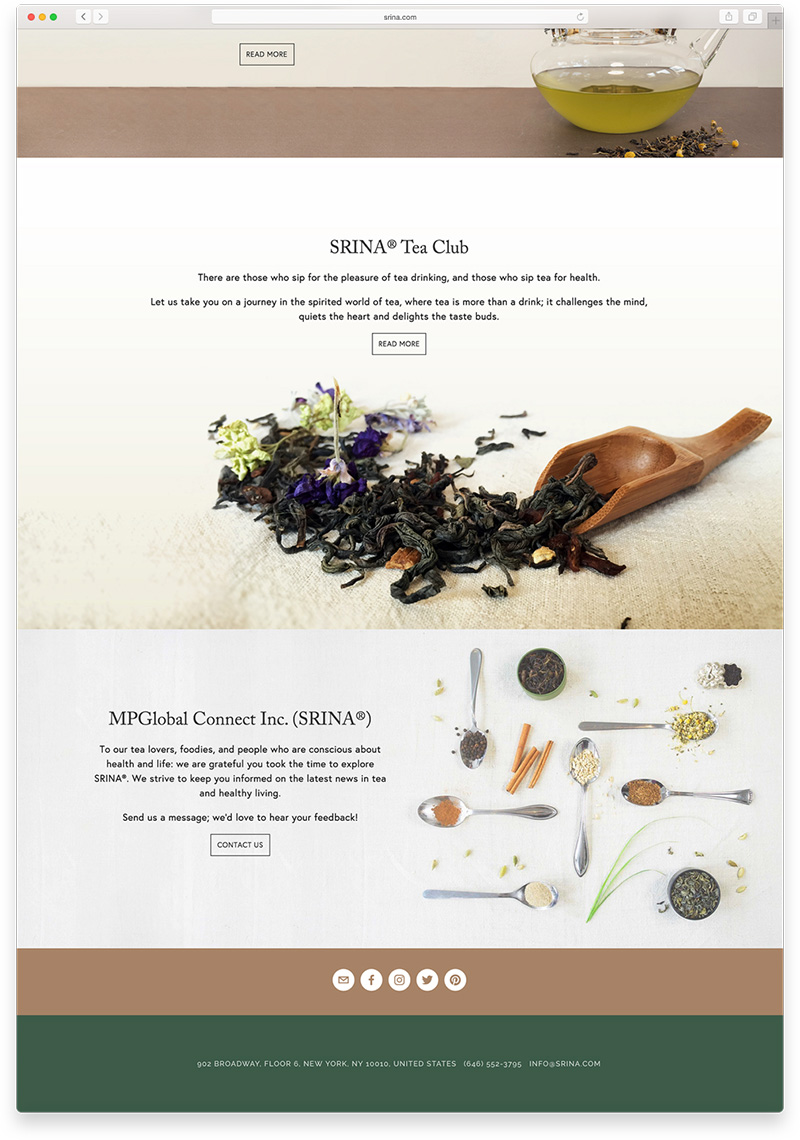 srina.com
READ MORE
SRINA® Tea Club
There are those who sip for the pleasure of tea drinking, and those who sip tea for health.
Let us take you on a journey in the spirited world of tea, where tea is more than a drink; it challenges the mind,
quiets the heart and delights the taste buds.
READ MORE
MPGlobal Connect Inc. (SRINA®)
To our tea lovers, foodies, and people who are conscious about
health and life: we are grateful you took the time to explore
SRINA®. We strive to keep you informed on the latest news in tea
and healthy living.
Send us a message; we'd love to hear your feedback!
CONTACT US
902 BROADWAY, FLOOR 6, NEW YORK, NY 10010, UNITED STATES (646) 552-3795 INFO@SRINA.COM